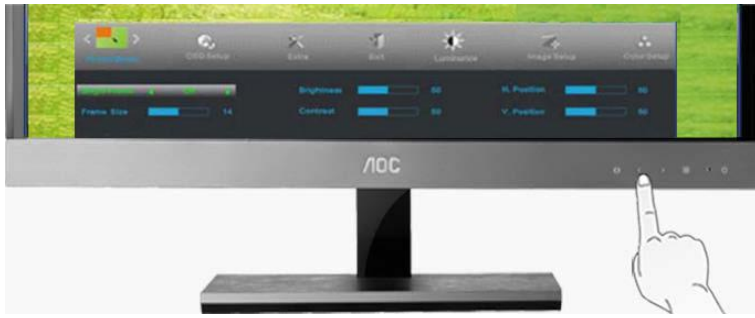 OSD Setup Extra Exit Luminance Image Setup Color Setup
Brightness 50 H. Position 50
Frame Size 14 Contrast 50 V. Position 50
AOC